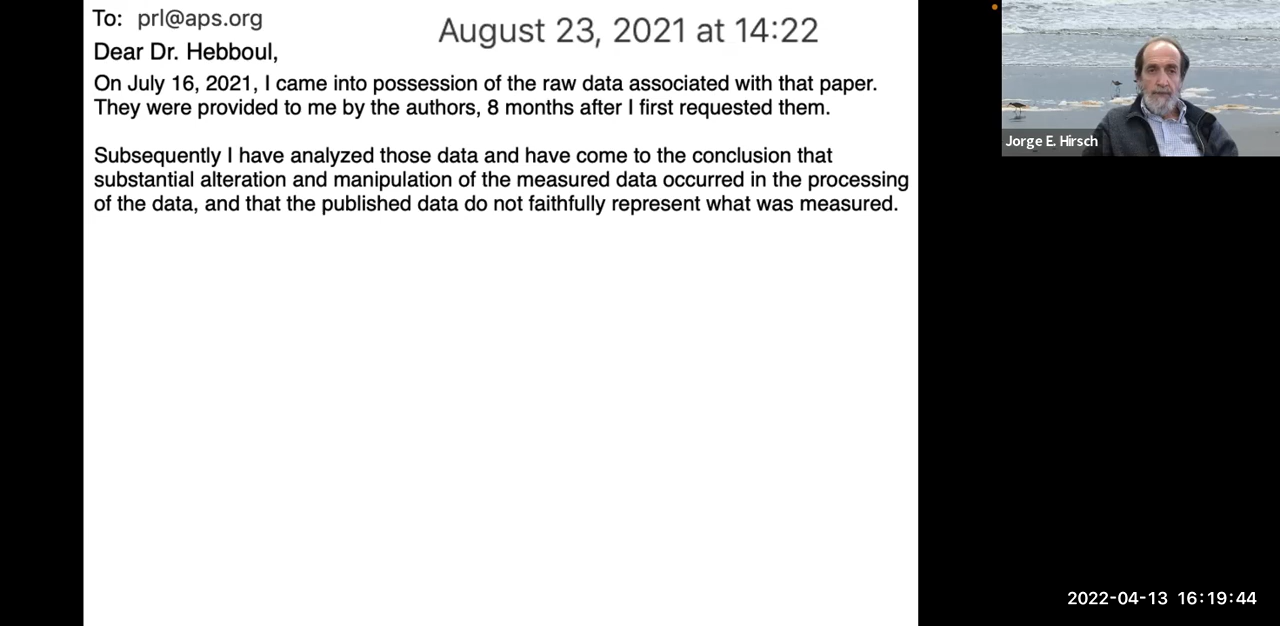 To: prl@aps.org
August 23, 2021 at 14:22
Dear Dr. Hebboul,
On July 16, 2021, I came into possession of the raw data associated with that paper.
They were provided to me by the authors, 8 months after I first requested them.
Subsequently I have analyzed those data and have come to the conclusion that
substantial alteration and manipulation of the measured data occurred in the processing
of the data, and that the published data do not faithfully represent what was measured.
Jorge E. Hirsch
2022-04-13 16:19:44